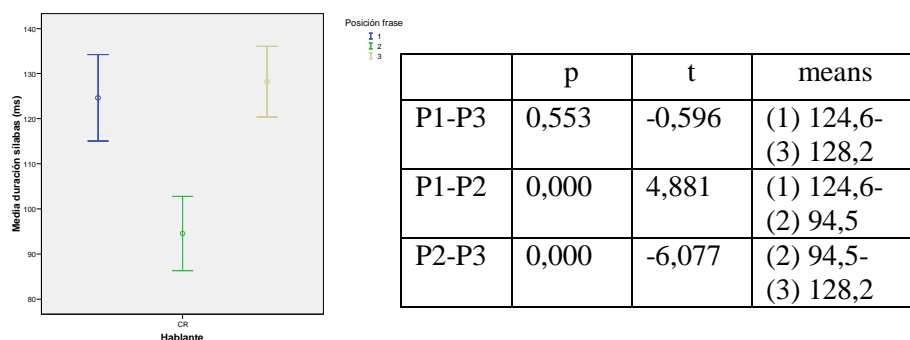 Posición frase
1
2
3
140
130
120
110
100
90
80
Media duración sílabas (ms)
CR
Hablante
p t means
P1-P3 0,553 -0,596 (1) 124,6-
(3) 128,2
P1-P2 0,000 4,881 (1) 124,6-
(2) 94,5
P2-P3 0,000 -6,077 (2) 94,5-
(3) 128,2